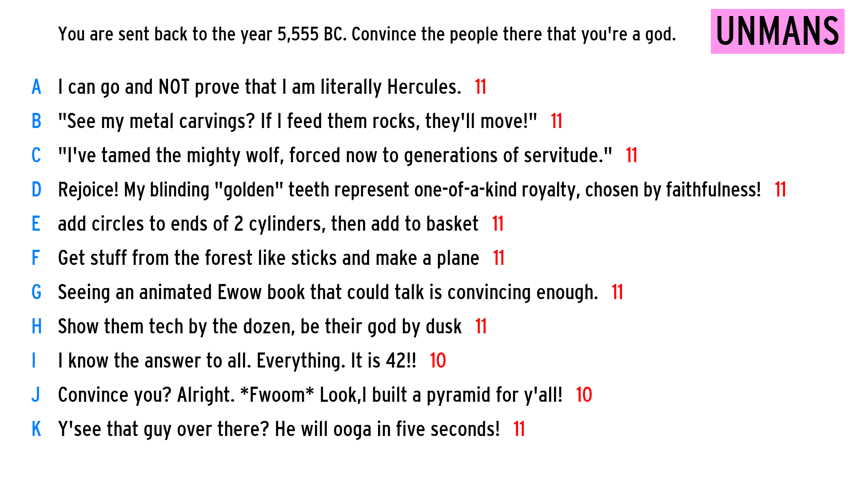 You are sent back to the year 5,555 BC. Convince the people there that you're a god. UNMANS
A I can go and NOT prove that I am literally Hercules. 11
B "See my metal carvings? If I feed them rocks, they'll move!" 11
C "I've tamed the mighty wolf, forced now to generations of servitude." 11
D Rejoice! My blinding "golden" teeth represent one-of-a-kind royalty, chosen by faithfulness! 11
E add circles to ends of 2 cylinders, then add to basket 11
F Get stuff from the forest like sticks and make a plane 11
G Seeing an animated Ewow book that could talk is convincing enough. 11
H Show them tech by the dozen, be their god by dusk 11
I I know the answer to all. Everything. It is 42!! 10
J Convince you? Alright. *Fwoom* Look,I built a pyramid for y'all! 10
K Y'see that guy over there? He will ooga in five seconds! 11